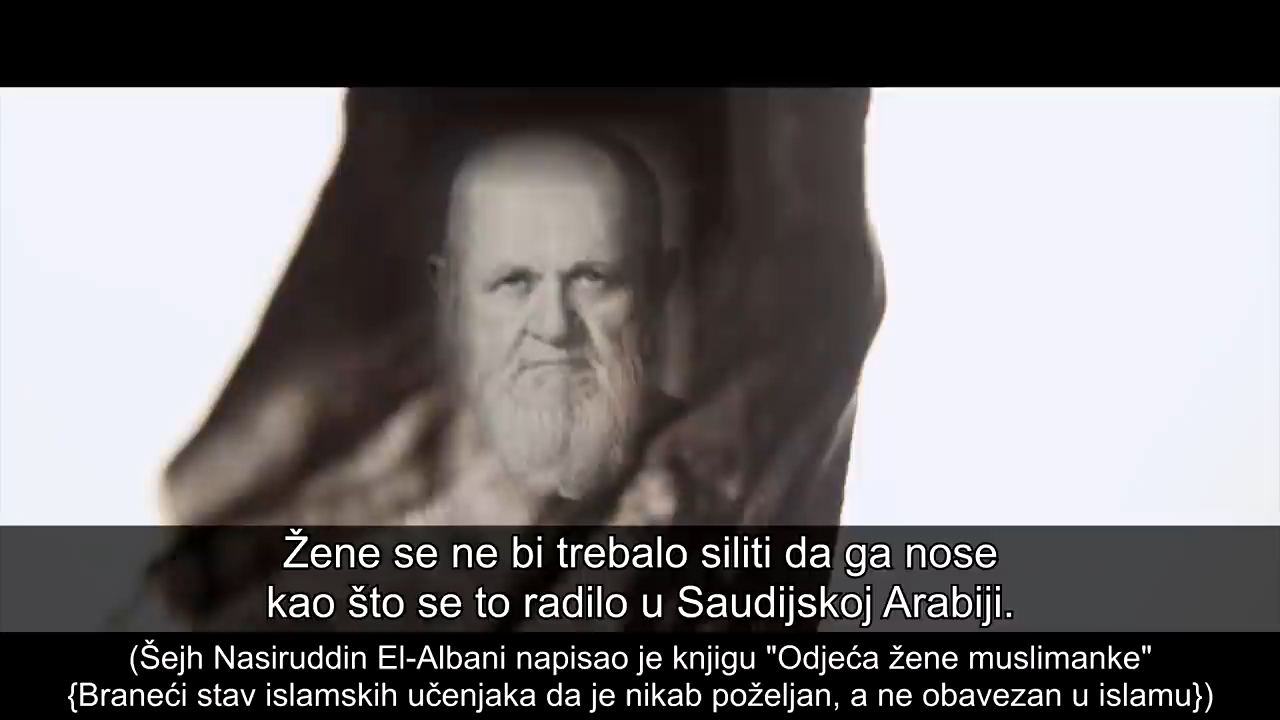 Žene se ne bi trebalo siliti da ga nose
kao što se to radilo u Saudijskoj Arabiji.
(Šejh Nasiruddin El-Albani napisao je knjigu "Odjeća žene muslimanke"
{Braneći stav islamskih učenjaka da je nikab poželjan, a ne obavezan u islamu})